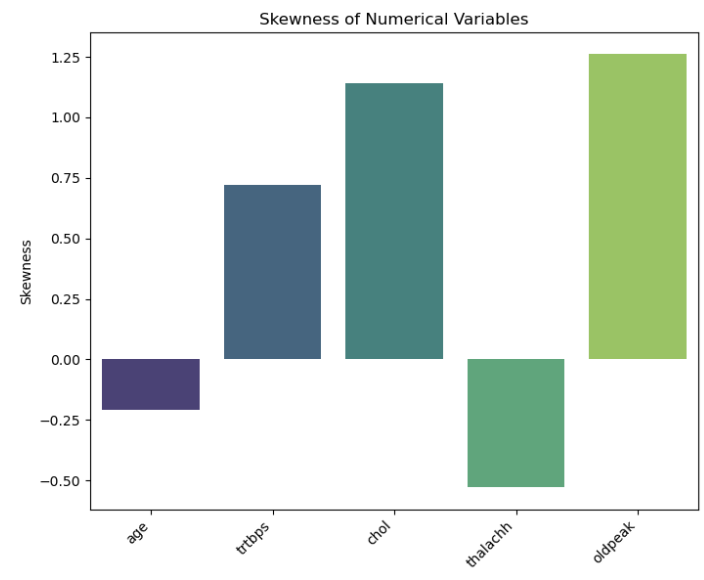 Skewness of Numerical Variables
Skewness
1.25
1.00
0.75
0.50
0.25
0.00
−0.25
−0.50
age
trtbps
chol
thalachh
oldpeak